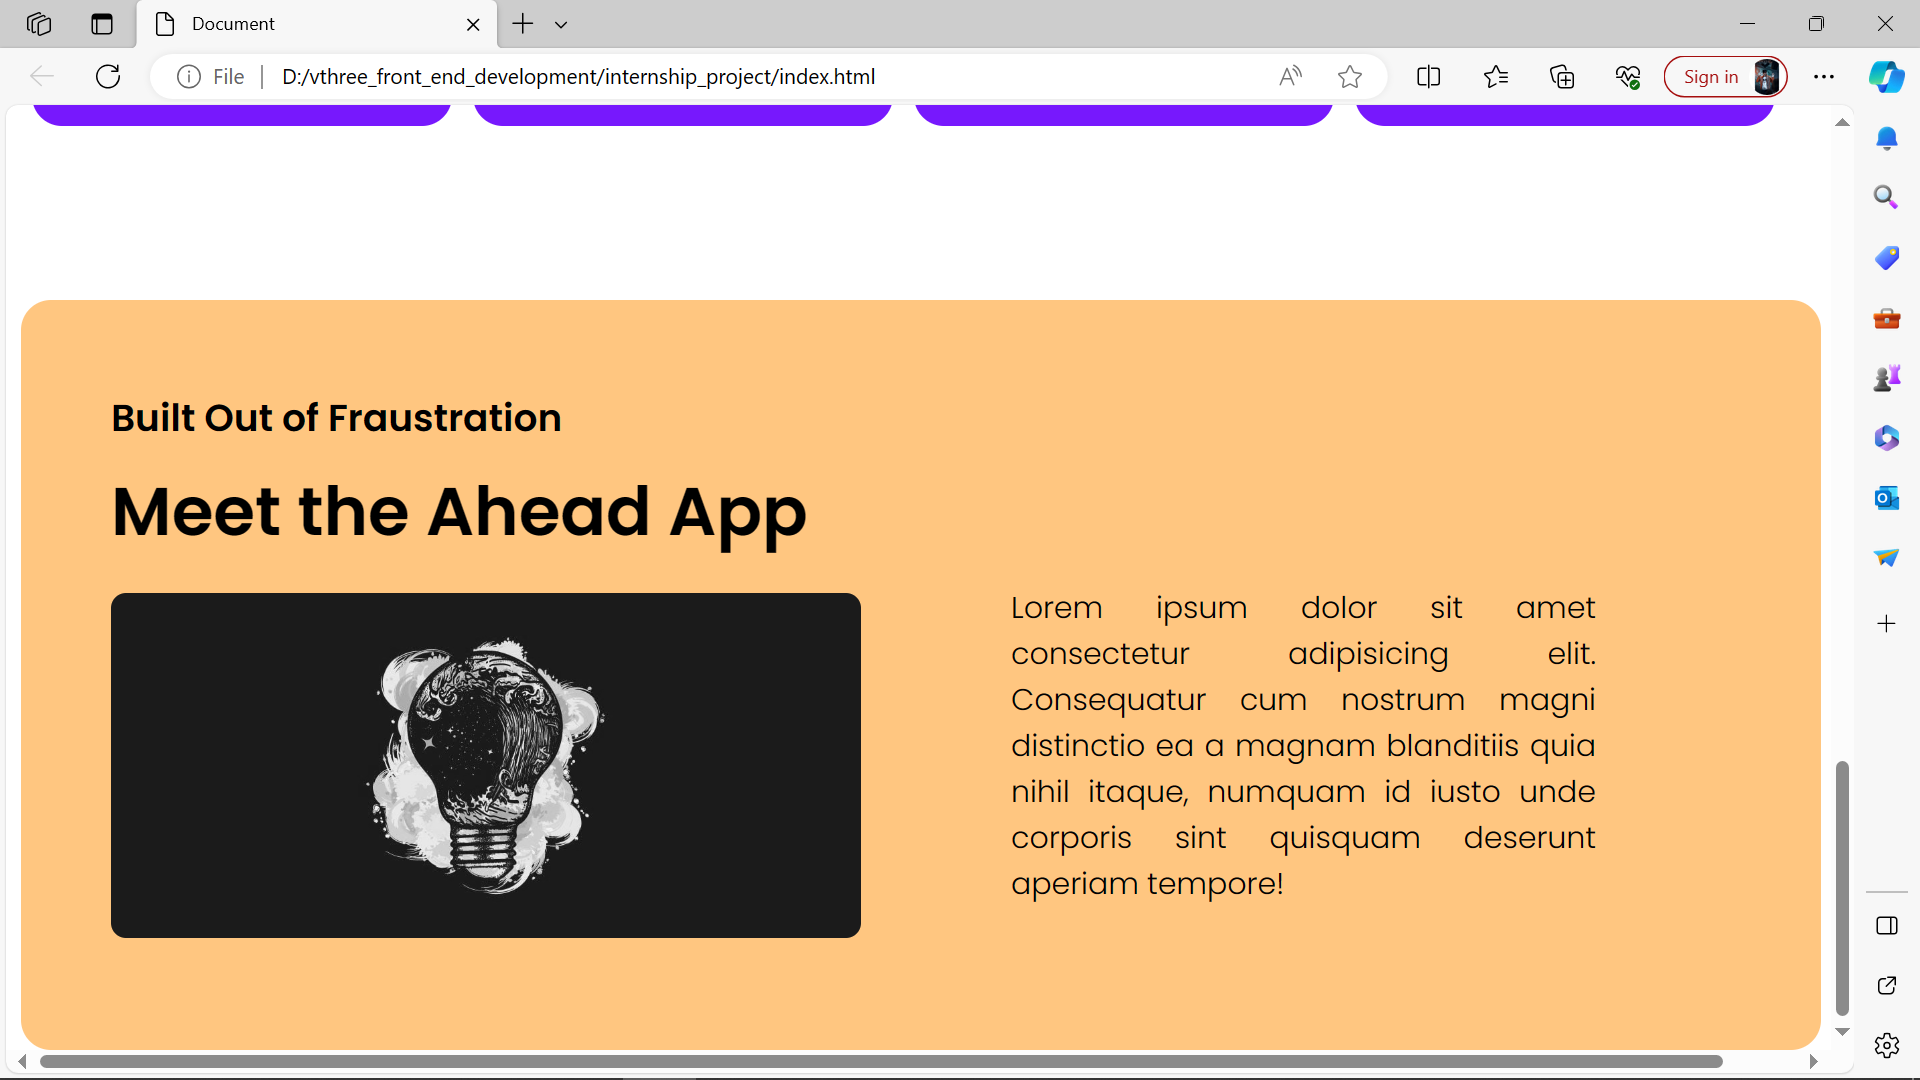 Document
File
D:/vthree_front_end_development/internship_project/index.html
Sign in
Built Out of Fraustration
Meet the Ahead App
Lorem ipsum dolor sit amet
consectetur adipisicing elit.
Consequatur cum nostrum magni
distinctio ea a magnam blanditiis quia
nihil itaque, numquam id iusto unde
corporis sint quisquam deserunt
aperiam tempore!